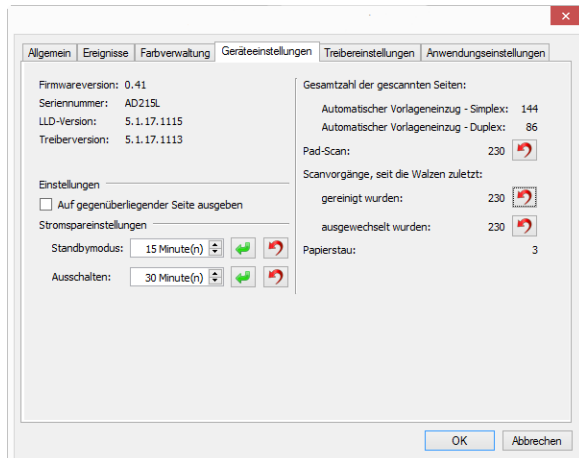 Allgemein Ereignisse Farbverwaltung Geräteeinstellungen Treibereinstellungen Anwendungseinstellungen
Firmwareversion: 0.41
Seriennummer: AD215L
LLD-Version: 5.1.17.1115
Treiberversion: 5.1.17.1113
Einstellungen
Auf gegenüberliegender Seite ausgeben
Stromspareinstellungen
Standbymodus: 15 Minute(n)
Ausschalten: 30 Minute(n)
Gesamtzahl der gescannten Seiten:
Automatischer Vorlageneinzug - Simplex: 144
Automatischer Vorlageneinzug - Duplex: 86
Pad-Scan: 230
Scanvorgänge, seit die Walzen zuletzt:
gereinigt wurden: 230
ausgewechselt wurden: 230
Papierstau: 3
OK Abbrechen